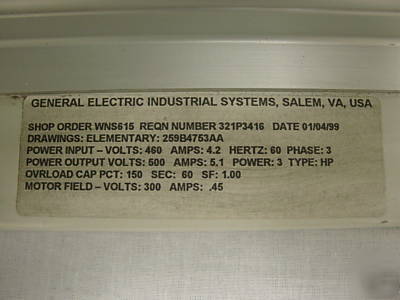 GENERAL ELECTRIC INDUSTRIAL SYSTEMS, SALEM, VA, USA
SHOP ORDER WNS615 REQN NUMBER 321P3416 DATE 01/04/99
DRAWINGS: ELEMENTARY: 259B4753AA
POWER INPUT – VOLTS: 460 AMPS: 4.2 HERTZ: 60 PHASE: 3
POWER OUTPUT VOLTS: 500 AMPS: 5.1 POWER: 3 TYPE: HP
OVRLOAD CAP PCT: 150 SEC: 60 SF: 1.00
MOTOR FIELD – VOLTS: 300 AMPS: .45
© BIZI.com